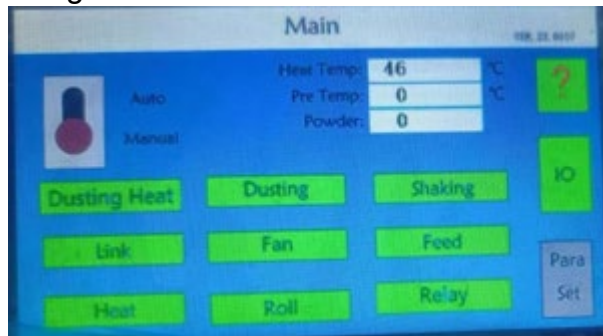 Main
Heat Temp: 46 °C
Auto
Pre Temp: 0 °C
Powder: 0
Manual
?
Dusting Heat Dusting Shaking IO
Link Fan Feed
Para Set
Heat Roll Relay